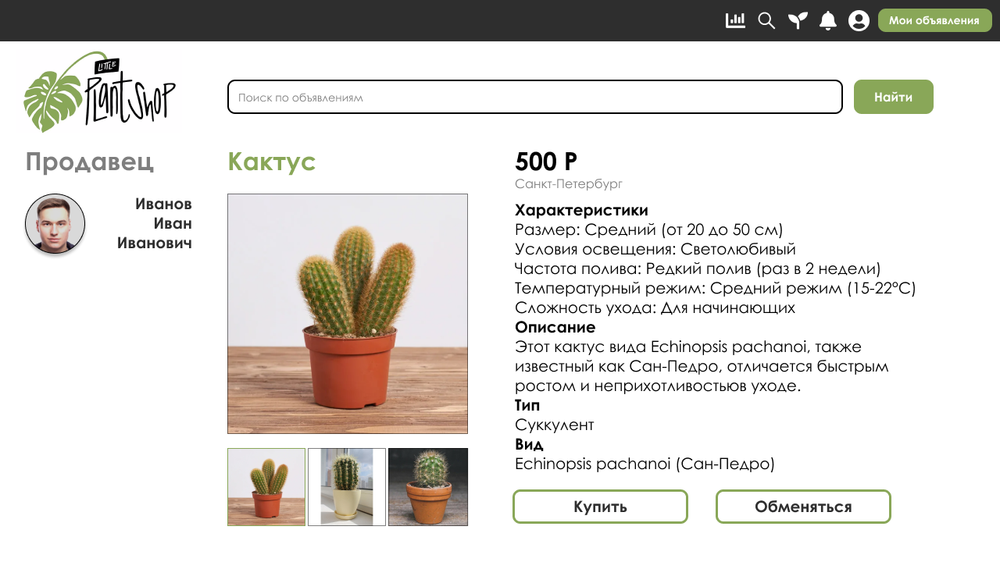 Мои объявления
LITTLE
Plant Shop
Поиск по объявлениям
Найти
Продавец
Иванов
Иван
Иванович
Кактус
500 Р
Санкт-Петербург
Характеристики
Размер: Средний (от 20 до 50 см)
Условия освещения: Светолюбивый
Частота полива: Редкий полив (раз в 2 недели)
Температурный режим: Средний режим (15-22°C)
Сложность ухода: Для начинающих
Описание
Этот кактус вида Echinopsis pachanoi, также
известный как Сан-Педро, отличается быстрым
ростом и неприхотливостьюв уходе.
Тип
Суккулент
Вид
Echinopsis pachanoi (Сан-Педро)
Купить
Обменяться